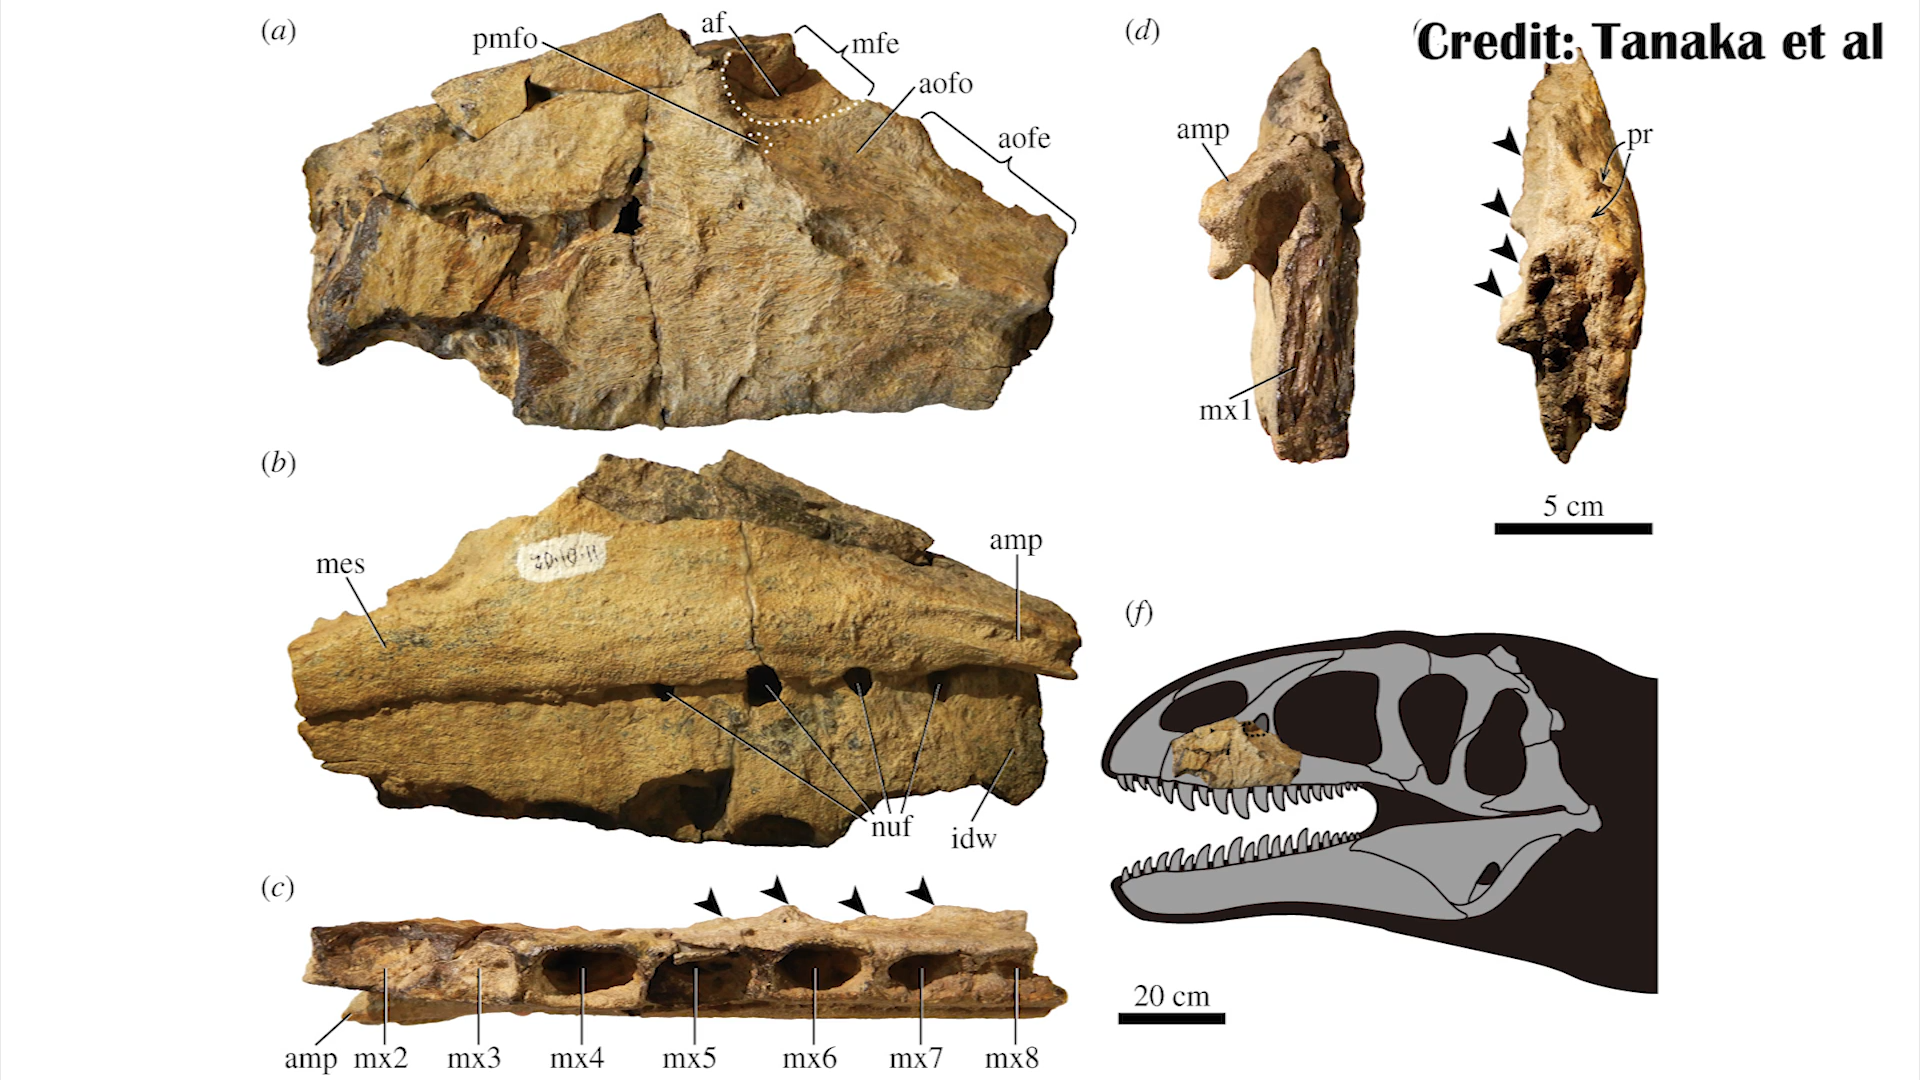 (a)
pmfo
af
mfe
aofo
aofe
(d)
Credit: Tanaka et al
amp
pr
mx1
5 cm
(b)
mes
amp
nuf
idw
(c)
amp
mx2
mx3
mx4
mx5
mx6
mx7
mx8
(f)
20 cm